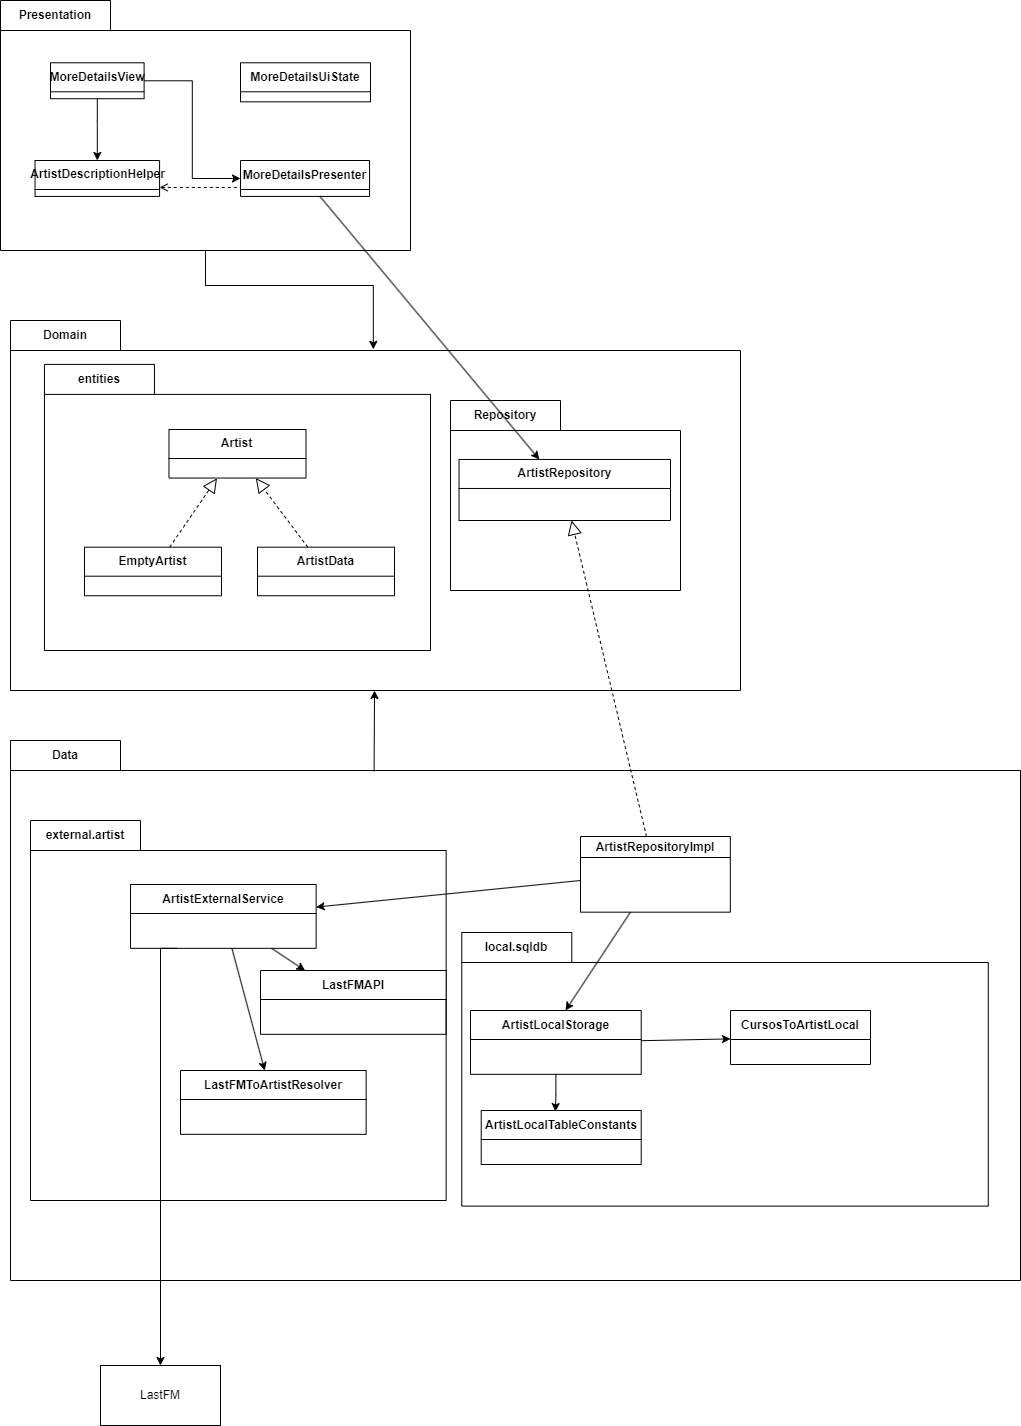 Presentation
MoreDetailsView
MoreDetailsUiState
ArtistDescriptionHelper
MoreDetailsPresenter
Domain
entities
Artist
EmptyArtist
ArtistData
Repository
ArtistRepository
Data
external.artist
ArtistRepositoryImpl
ArtistExternalService
LastFMAPI
LastFMToArtistResolver
local.sqldb
ArtistLocalStorage
CursosToArtistLocal
ArtistLocalTableConstants
LastFM